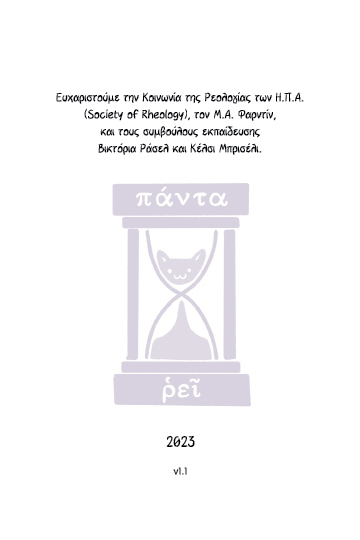 Ευχαριστούμε την Κοινωνία της Ρεολογίας των Η.Π.Α.
(Society of Rheology), τον Μ.Α. Φαρντίν,
και τους συμβούλους εκπαίδευσης
Βικτόρια Ράσελ και Κέλσι Μπρισέλι.
πάντα
ῥεῖ
2023
v1.1